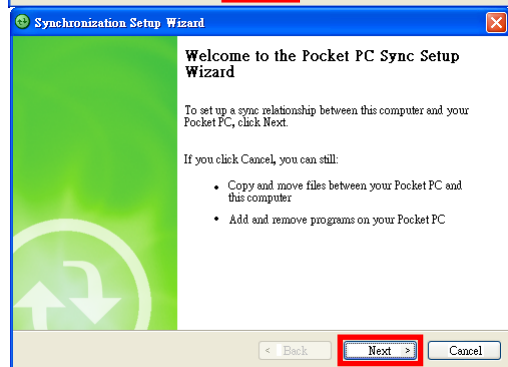 Synchronization Setup Wizard
Welcome to the Pocket PC Sync Setup
Wizard
To set up a sync relationship between this computer and your
Pocket PC, click Next.
If you click Cancel, you can still:
• Copy and move files between your Pocket PC and
this computer
• Add and remove programs on your Pocket PC
< Back Next > Cancel